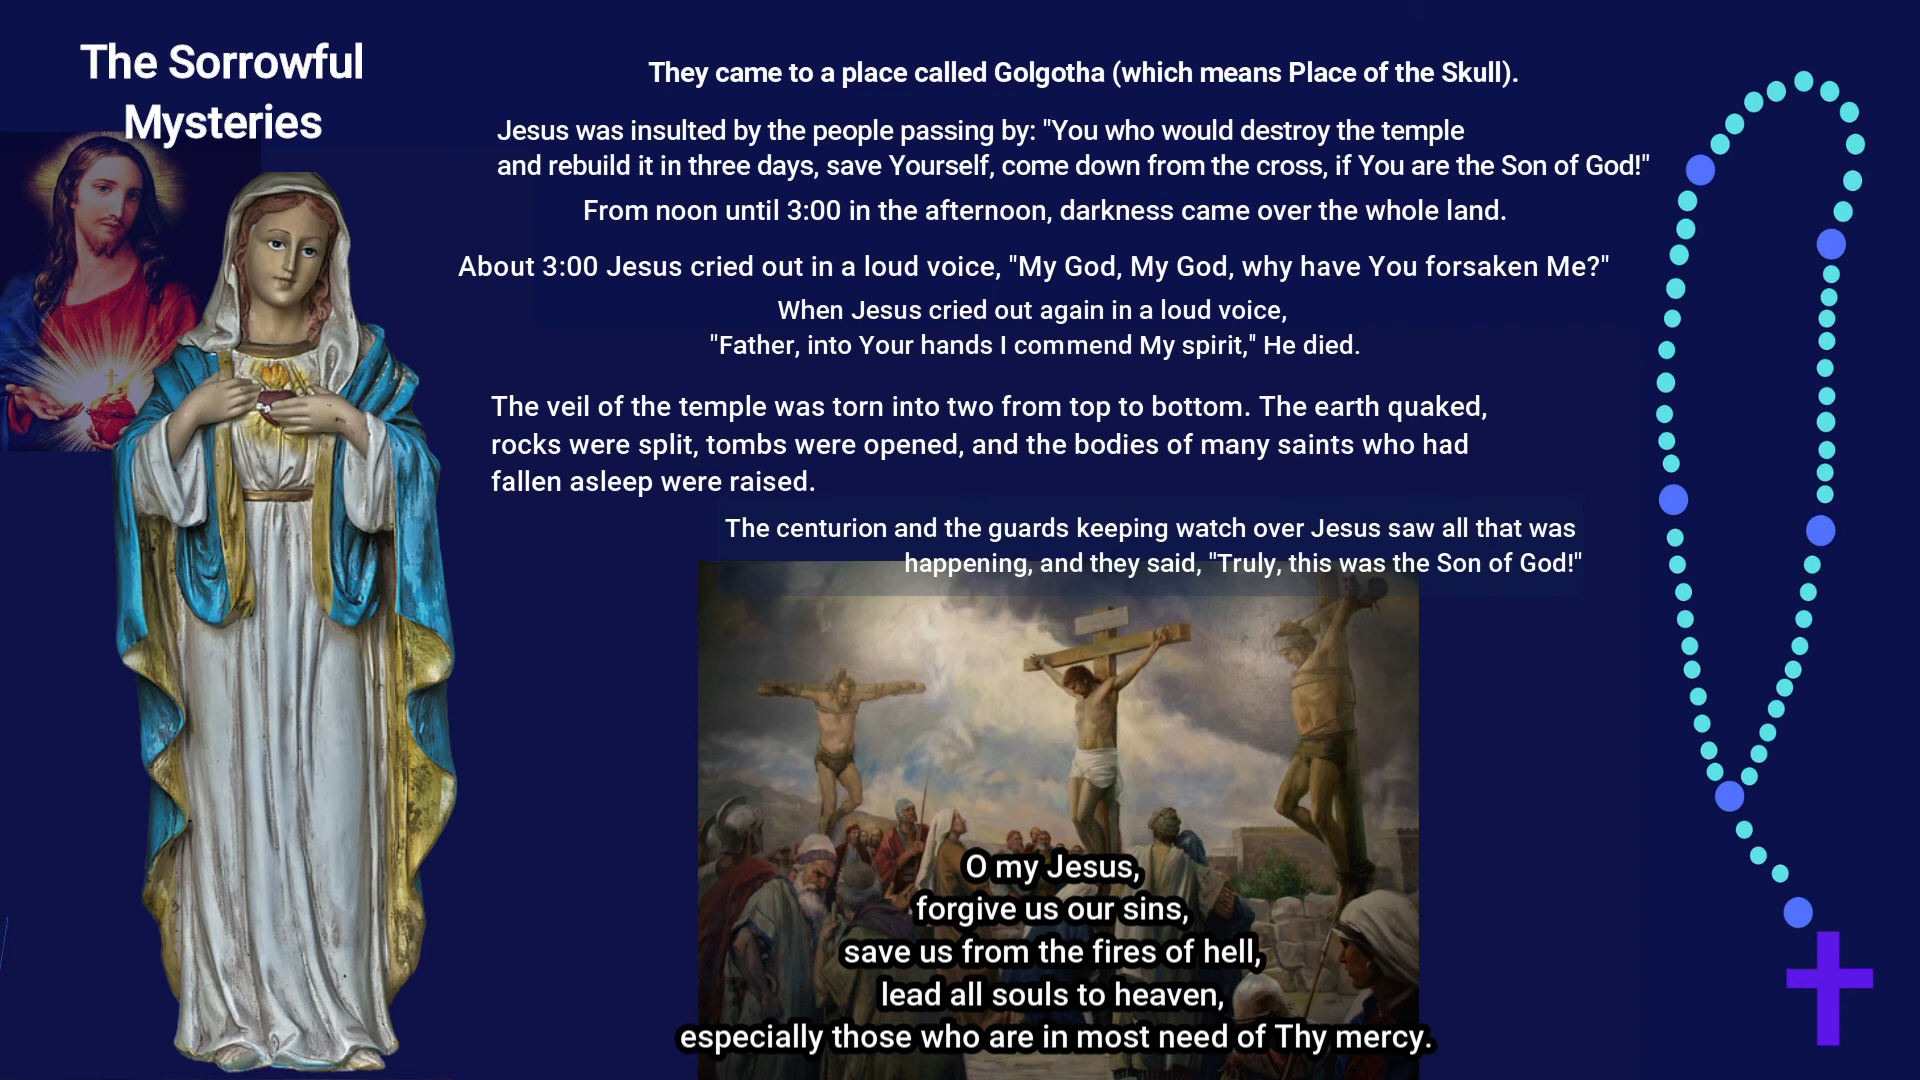 The Sorrowful
Mysteries
They came to a place called Golgotha (which means Place of the Skull).
Jesus was insulted by the people passing by: "You who would destroy the temple
and rebuild it in three days, save Yourself, come down from the cross, if You are the Son of God!"
From noon until 3:00 in the afternoon, darkness came over the whole land.
About 3:00 Jesus cried out in a loud voice, "My God, My God, why have You forsaken Me?"
When Jesus cried out again in a loud voice,
"Father, into Your hands I commend My spirit," He died.
The veil of the temple was torn into two from top to bottom. The earth quaked,
rocks were split, tombs were opened, and the bodies of many saints who had
fallen asleep were raised.
The centurion and the guards keeping watch over Jesus saw all that was
happening, and they said, "Truly, this was the Son of God!"
O my Jesus,
forgive us our sins,
save us from the fires of hell,
lead all souls to heaven,
especially those who are in most need of Thy mercy.